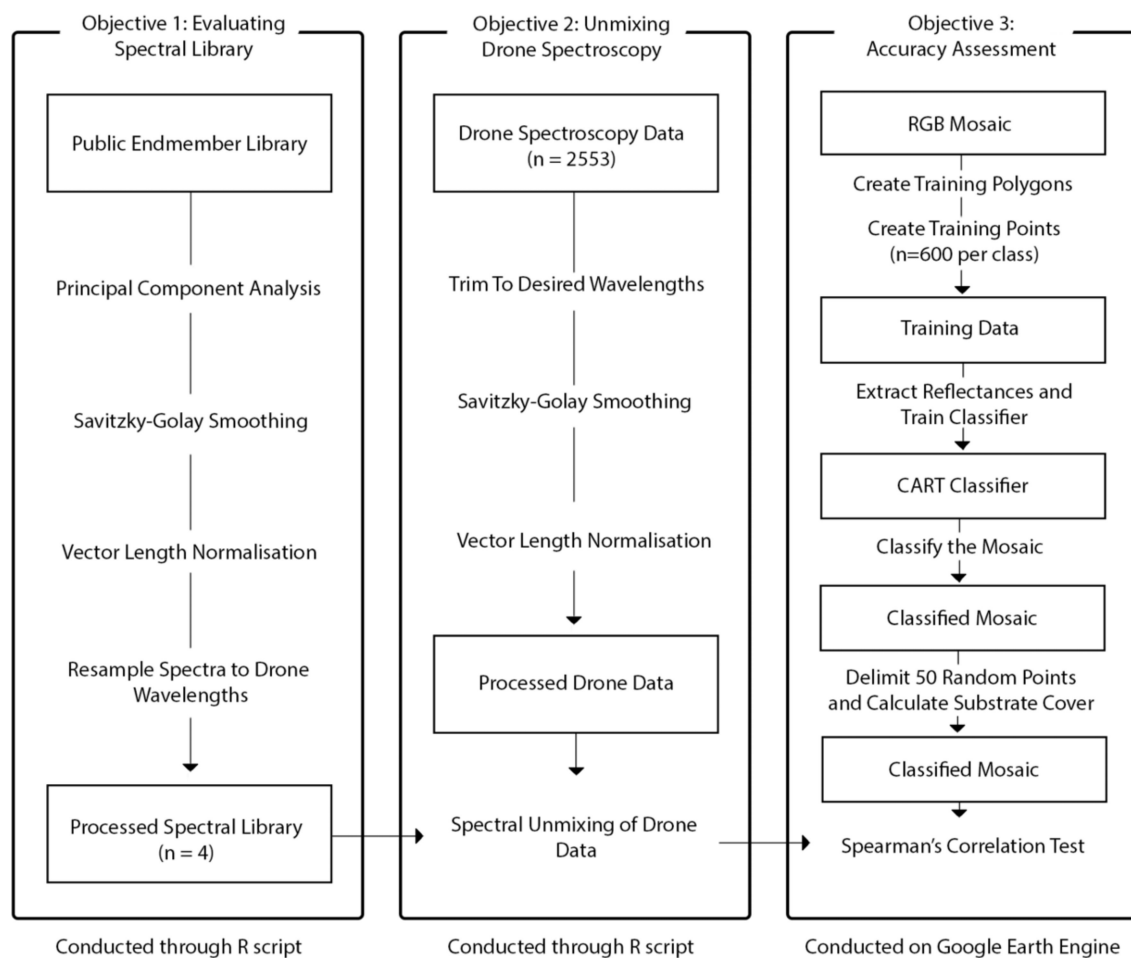 Objective 1: Evaluating
Spectral Library
Public Endmember Library
Principal Component Analysis
Savitzky-Golay Smoothing
Vector Length Normalisation
Resample Spectra to Drone
Wavelengths
Processed Spectral Library
(n = 4)
Conducted through R script
Objective 2: Unmixing
Drone Spectroscopy
Drone Spectroscopy Data
(n = 2553)
Trim To Desired Wavelengths
Savitzky-Golay Smoothing
Vector Length Normalisation
Processed Drone Data
Spectral Unmixing of Drone
Data
Conducted through R script
Objective 3:
Accuracy Assessment
RGB Mosaic
Create Training Polygons
Create Training Points
(n=600 per class)
Training Data
Extract Reflectances and
Train Classifier
CART Classifier
Classify the Mosaic
Classified Mosaic
Delimit 50 Random Points
and Calculate Substrate Cover
Classified Mosaic
Spearman's Correlation Test
Conducted on Google Earth Engine